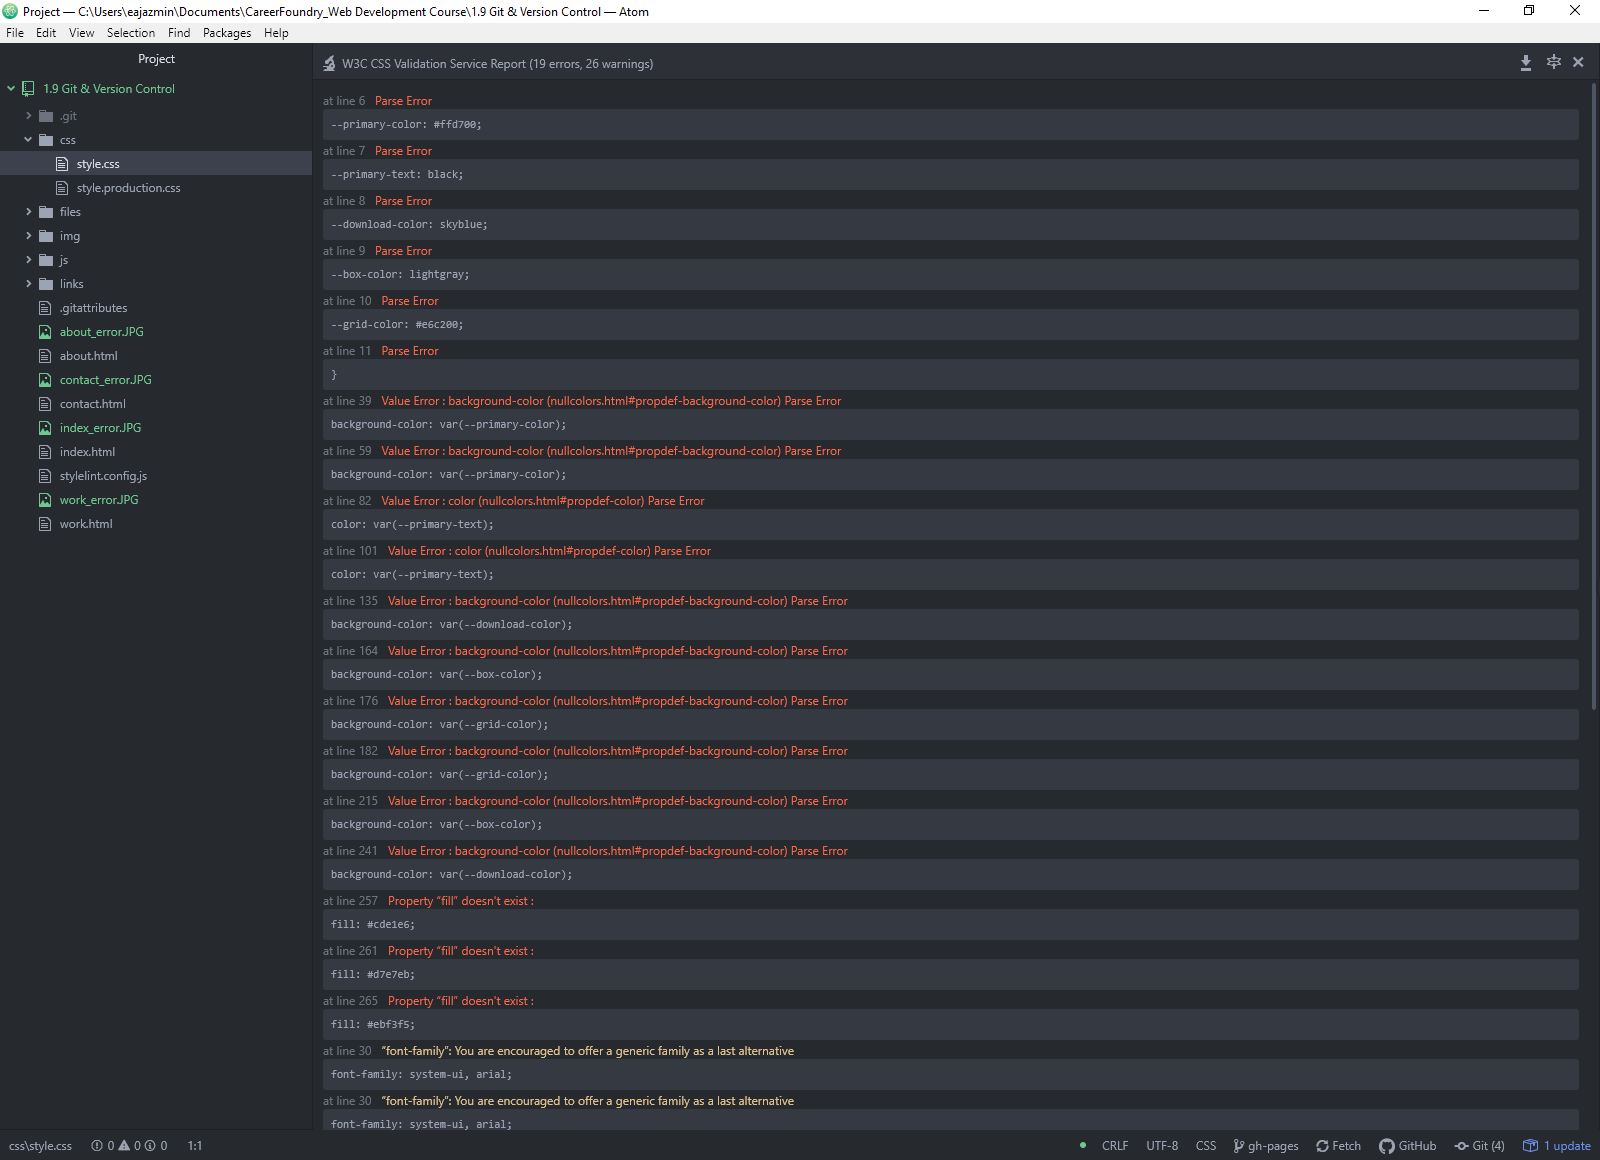 Project — C:\Users\eajazmin\Documents\CareerFoundry_Web Development Course\1.9 Git & Version Control — Atom
File Edit View Selection Find Packages Help
Project
1.9 Git & Version Control
.git
css
style.css
style.production.css
files
img
js
links
.gitattributes
about_error.JPG
about.html
contact_error.JPG
contact.html
index_error.JPG
index.html
stylelint.config.js
work_error.JPG
work.html
W3C CSS Validation Service Report (19 errors, 26 warnings)
at line 6 Parse Error
--primary-color: #ffd700;
at line 7 Parse Error
--primary-text: black;
at line 8 Parse Error
--download-color: skyblue;
at line 9 Parse Error
--box-color: lightgray;
at line 10 Parse Error
--grid-color: #e6c200;
at line 11 Parse Error
}
at line 39 Value Error : background-color (nullcolors.html#propdef-background-color) Parse Error
background-color: var(--primary-color);
at line 59 Value Error : background-color (nullcolors.html#propdef-background-color) Parse Error
background-color: var(--primary-color);
at line 82 Value Error : color (nullcolors.html#propdef-color) Parse Error
color: var(--primary-text);
at line 101 Value Error : color (nullcolors.html#propdef-color) Parse Error
color: var(--primary-text);
at line 135 Value Error : background-color (nullcolors.html#propdef-background-color) Parse Error
background-color: var(--download-color);
at line 164 Value Error : background-color (nullcolors.html#propdef-background-color) Parse Error
background-color: var(--box-color);
at line 176 Value Error : background-color (nullcolors.html#propdef-background-color) Parse Error
background-color: var(--grid-color);
at line 182 Value Error : background-color (nullcolors.html#propdef-background-color) Parse Error
background-color: var(--grid-color);
at line 215 Value Error : background-color (nullcolors.html#propdef-background-color) Parse Error
background-color: var(--box-color);
at line 241 Value Error : background-color (nullcolors.html#propdef-background-color) Parse Error
background-color: var(--download-color);
at line 257 Property “fill” doesn't exist :
fill: #cde1e6;
at line 261 Property “fill” doesn't exist :
fill: #d7e7eb;
at line 265 Property “fill” doesn't exist :
fill: #ebf3f5;
at line 30 “font-family”: You are encouraged to offer a generic family as a last alternative
font-family: system-ui, arial;
at line 30 “font-family”: You are encouraged to offer a generic family as a last alternative
font-family: system-ui, arial;
css\style.css 0 0 0 1:1 CRLF UTF-8 CSS gh-pages Fetch GitHub Git (4) 1 update